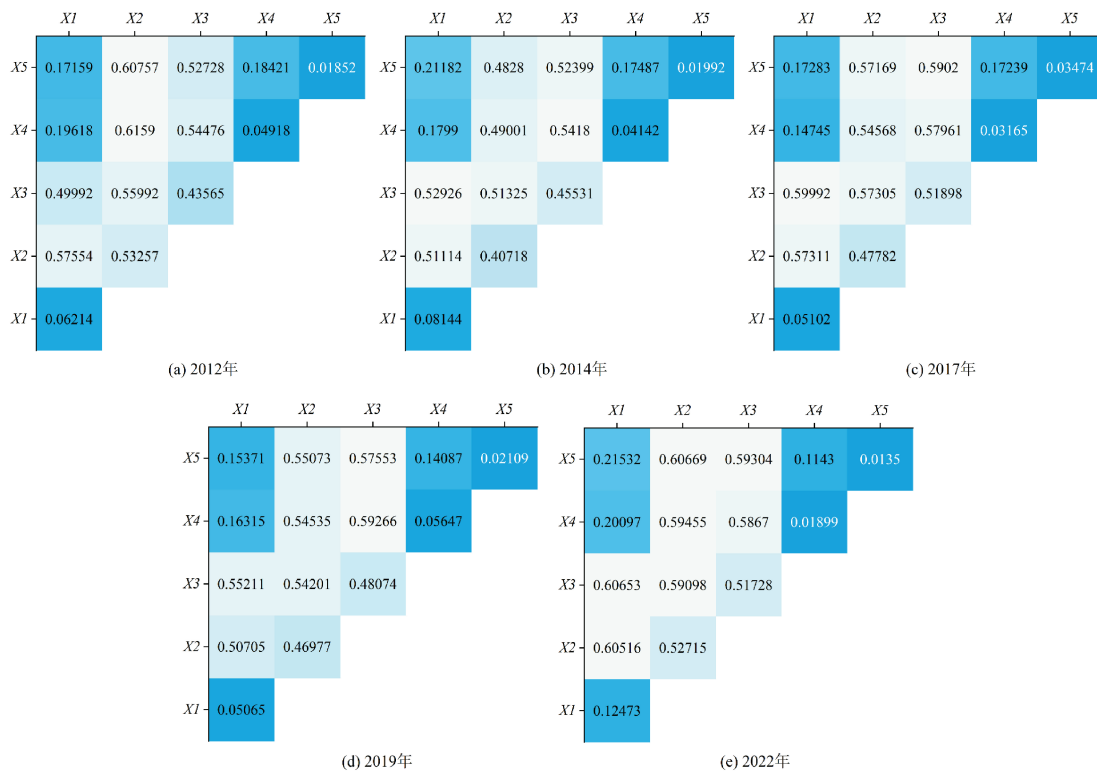 X1 X2 X3 X4 X5
X5 0.17159 0.60757 0.52728 0.18421 0.01852
X4 0.19618 0.6159 0.54476 0.04918
X3 0.49992 0.55992 0.43565
X2 0.57554 0.53257
X1 0.06214
(a) 2012年
X1 X2 X3 X4 X5
X5 0.21182 0.4828 0.52399 0.17487 0.01992
X4 0.1799 0.49001 0.5418 0.04142
X3 0.52926 0.51325 0.45531
X2 0.51114 0.40718
X1 0.08144
(b) 2014年
X1 X2 X3 X4 X5
X5 0.17283 0.57169 0.5902 0.17239 0.03474
X4 0.14745 0.54568 0.57961 0.03165
X3 0.59992 0.57305 0.51898
X2 0.57311 0.47782
X1 0.05102
(c) 2017年
X1 X2 X3 X4 X5
X5 0.15371 0.55073 0.57553 0.14087 0.02109
X4 0.16315 0.54535 0.59266 0.05647
X3 0.55211 0.54201 0.48074
X2 0.50705 0.46977
X1 0.05065
(d) 2019年
X1 X2 X3 X4 X5
X5 0.21532 0.60669 0.59304 0.1143 0.0135
X4 0.20097 0.59455 0.5867 0.01899
X3 0.60653 0.59098 0.51728
X2 0.60516 0.52715
X1 0.12473
(e) 2022年